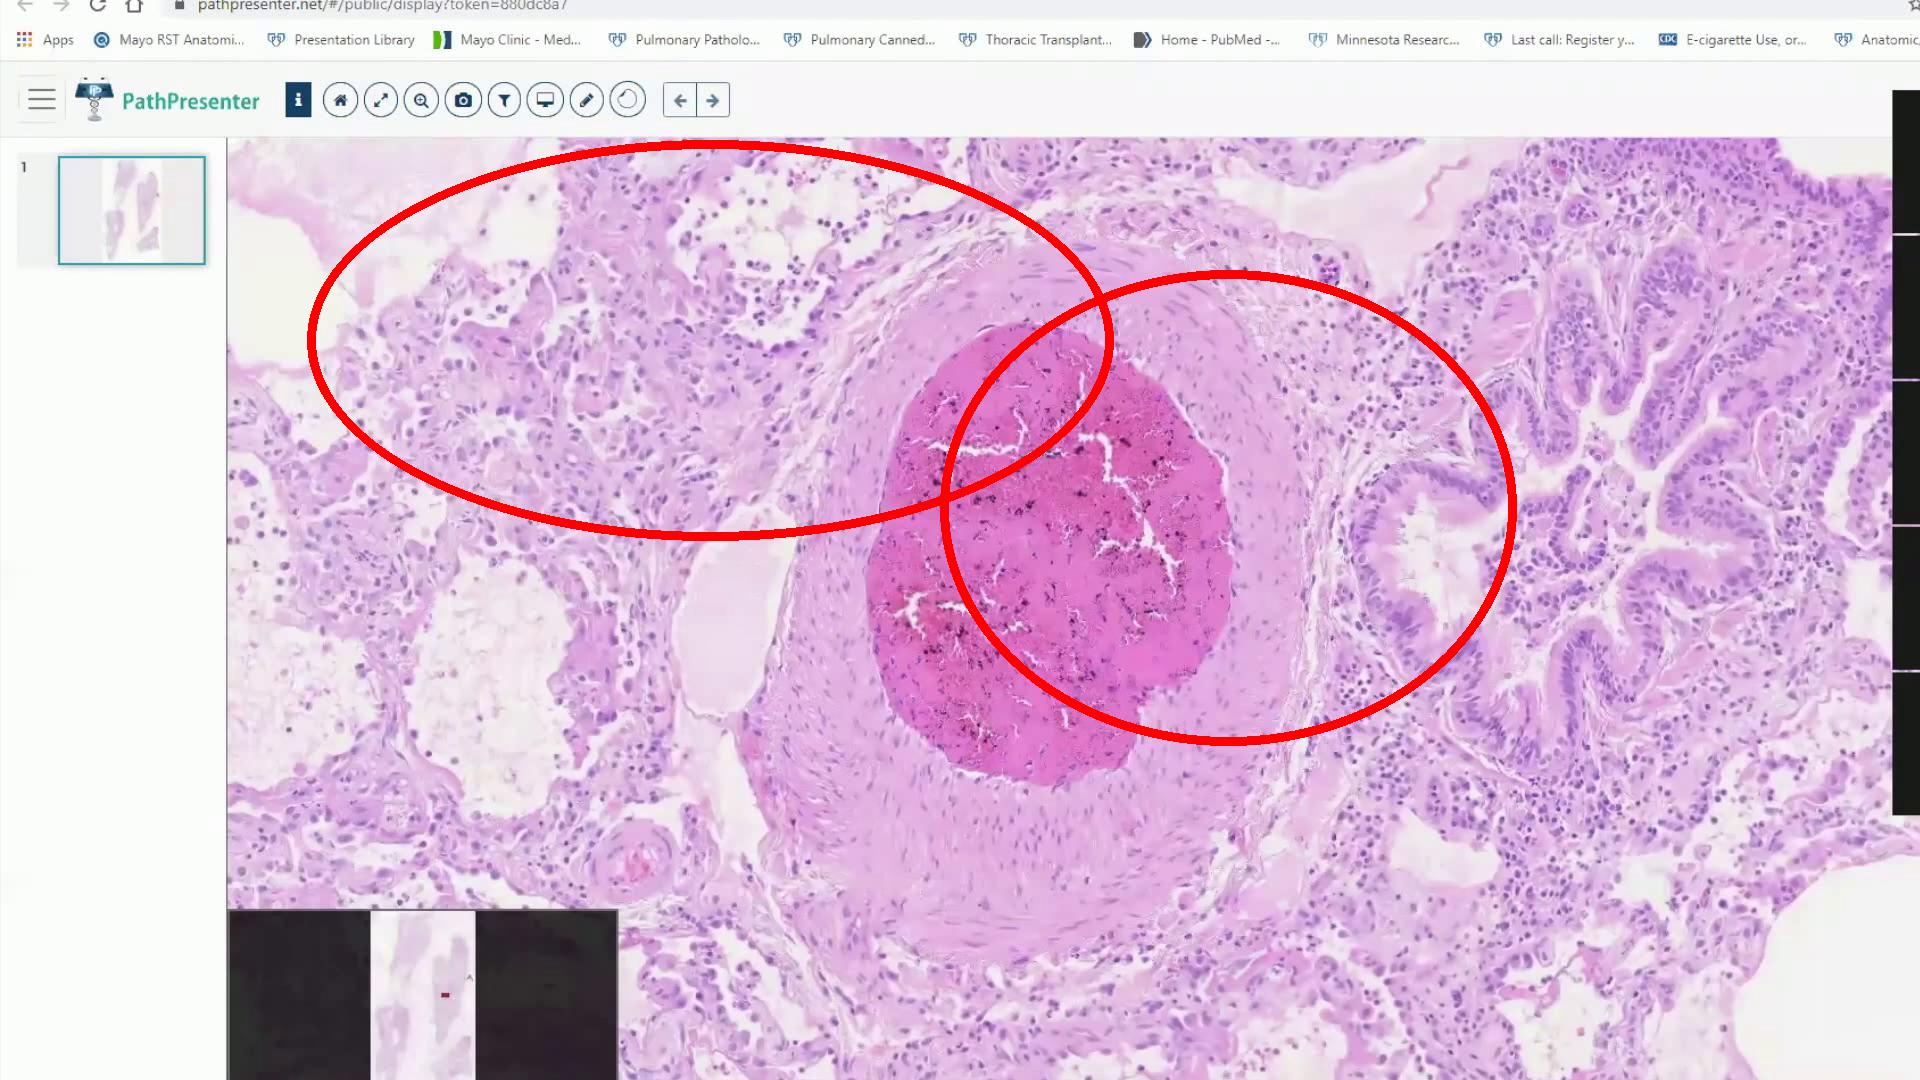 pathpresenter.net/#/public/display?token=880dc8a7
Apps Mayo RST Anatomi... Presentation Library Mayo Clinic - Med... Pulmonary Patholo... Pulmonary Canned... Thoracic Transplant... Home - PubMed -... Minnesota Researc... Last call: Register y... CDC E-cigarette Use, or... Anatomic,
PathPresenter
1